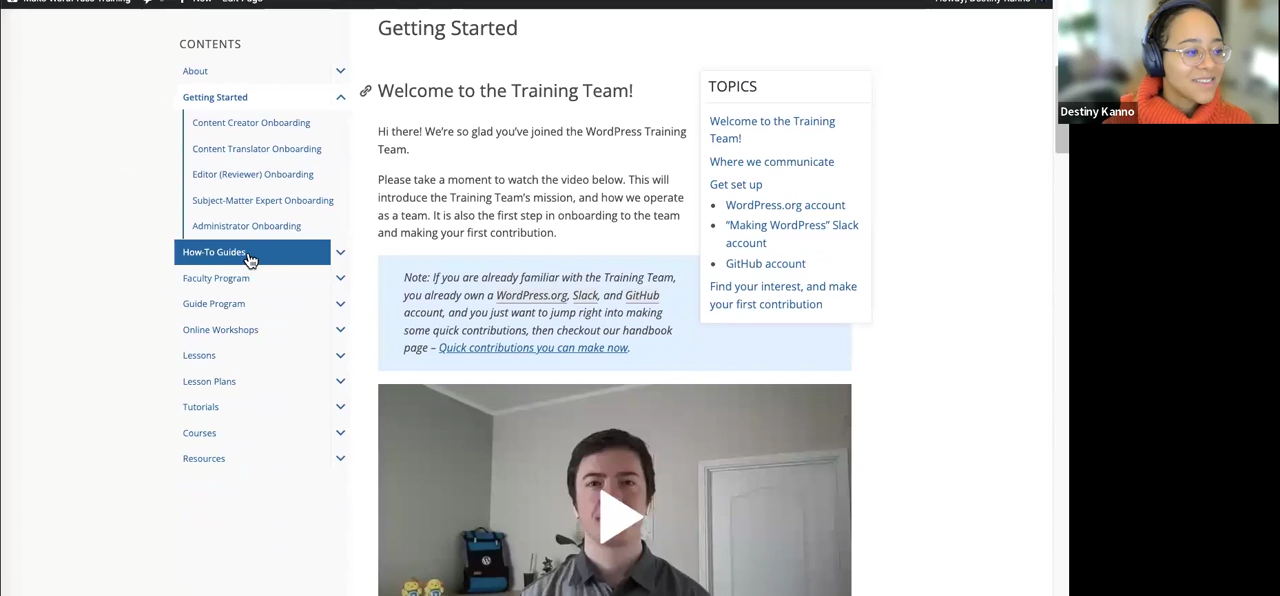 Getting Started
CONTENTS
About
Getting Started
Content Creator Onboarding
Content Translator Onboarding
Editor (Reviewer) Onboarding
Subject-Matter Expert Onboarding
Administrator Onboarding
How-To Guides
Faculty Program
Guide Program
Online Workshops
Lessons
Lesson Plans
Tutorials
Courses
Resources
Welcome to the Training Team!
Hi there! We're so glad you've joined the WordPress Training
Team.
Please take a moment to watch the video below. This will
introduce the Training Team's mission, and how we operate
as a team. It is also the first step in onboarding to the team
and making your first contribution.
Note: If you are already familiar with the Training Team,
you already own a WordPress.org, Slack, and GitHub
account, and you just want to jump right into making
some quick contributions, then checkout our handbook
page – Quick contributions you can make now.
TOPICS
Welcome to the Training
Team!
Where we communicate
Get set up
WordPress.org account
“Making WordPress” Slack
account
GitHub account
Find your interest, and make
your first contribution
Destiny Kanno